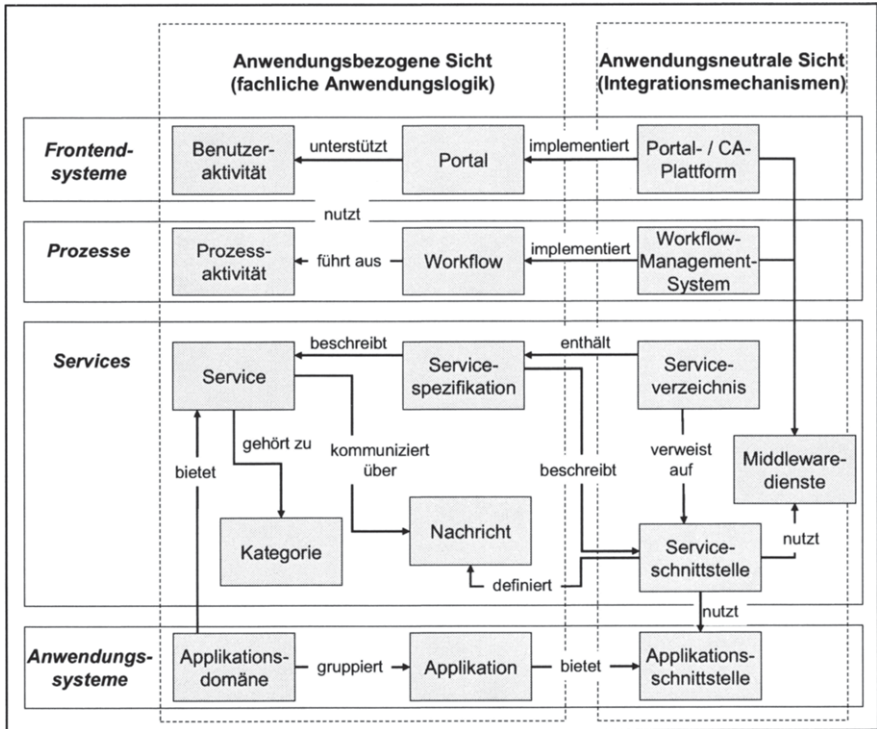 Anwendungsbezogene Sicht
(fachliche Anwendungslogik)
Anwendungsneutrale Sicht
(Integrationsmechanismen)
Frontend-
systeme
Benutzer-
aktivität
unterstützt
Portal
implementiert
Portal- / CA-
Plattform
nutzt
Prozesse
Prozess-
aktivität
führt aus
Workflow
implementiert
Workflow-
Management-
System
Services
Service
beschreibt
Service-
spezifikation
enthält
Service-
verzeichnis
gehört zu
kommuniziert
über
bietet
beschreibt
verweist
auf
Middleware-
dienste
Kategorie
Nachricht
definiert
Service-
schnittstelle
nutzt
nutzt
Anwendungs-
systeme
Applikations-
domäne
gruppiert
Applikation
bietet
Applikations-
schnittstelle